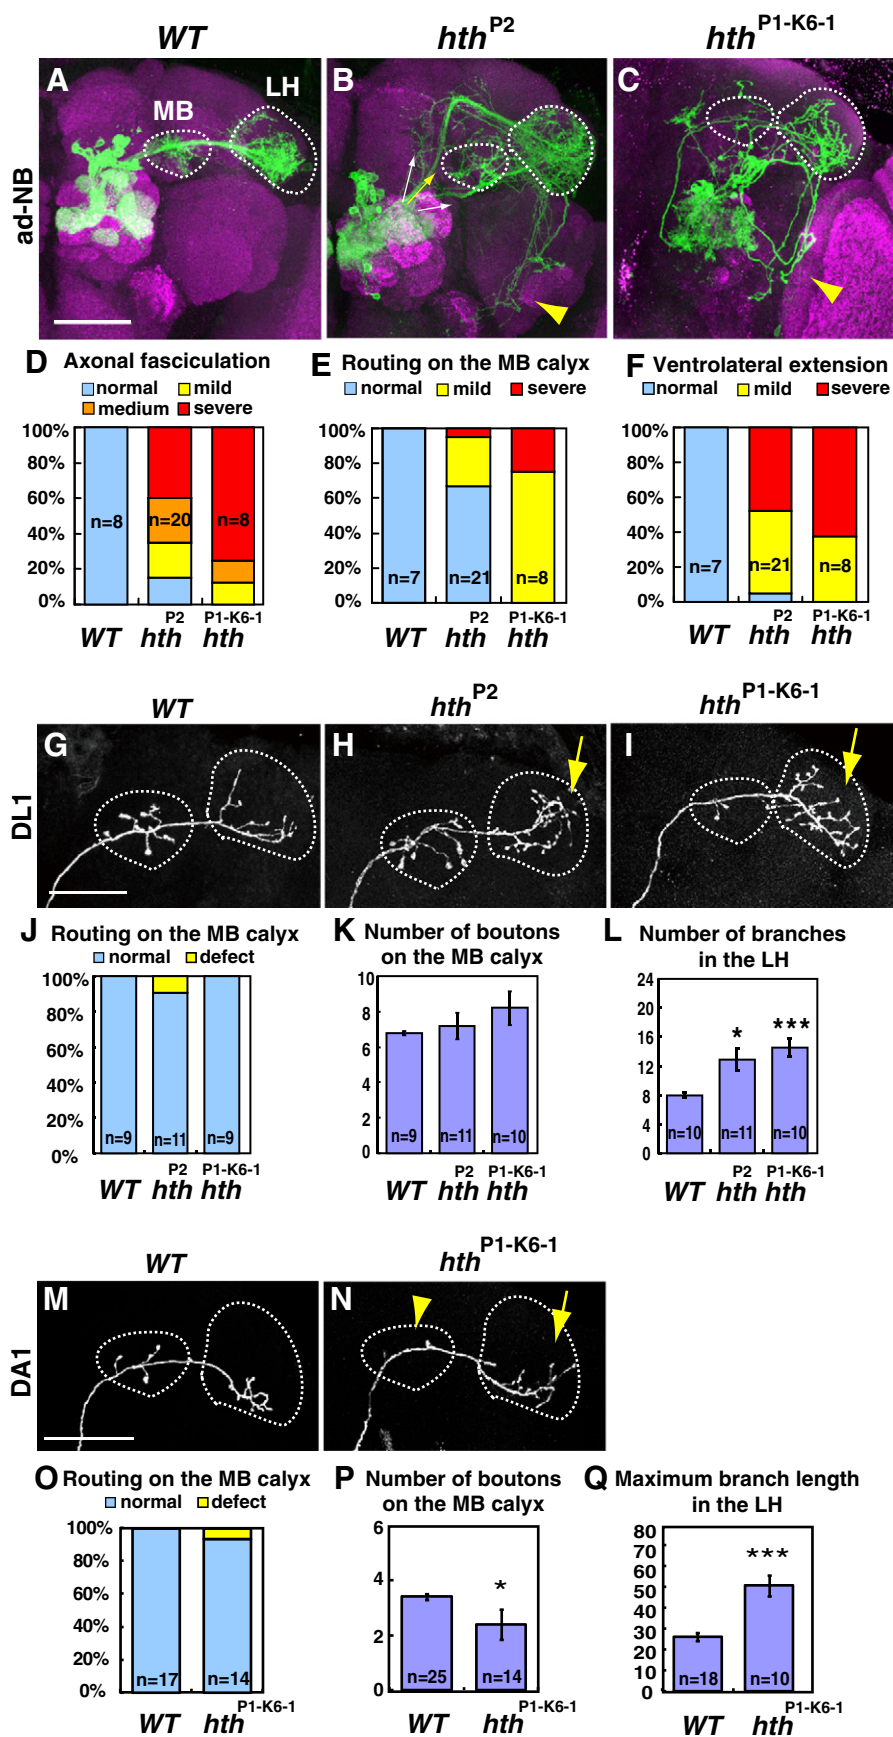 WT hth P2 hth P1-K6-1
A B C
MB LH
ad-NB
D Axonal fasciculation
normal mild
medium severe
100%
80%
60%
40%
20%
0%
n=8 n=20 n=8
WT hth P2 hth P1-K6-1
E Routing on the MB calyx
normal mild severe
100%
80%
60%
40%
20%
0%
n=7 n=21 n=8
WT hth P2 hth P1-K6-1
F Ventrolateral extension
normal mild severe
100%
80%
60%
40%
20%
0%
n=7 n=21 n=8
WT hth P2 hth P1-K6-1
WT hth P2 hth P1-K6-1
G H I
DL1
J Routing on the MB calyx
normal defect
100%
80%
60%
40%
20%
0%
n=9 n=11 n=9
WT hth P2 hth P1-K6-1
K Number of boutons
on the MB calyx
10
8
6
4
2
0
n=9 n=11 n=10
WT hth P2 hth P1-K6-1
L Number of branches
in the LH
24
20
16
12
8
4
0
* ***
n=10 n=11 n=10
WT hth P2 hth P1-K6-1
WT hth P1-K6-1
M N
DA1
O Routing on the MB calyx
normal defect
100%
80%
60%
40%
20%
0%
n=17 n=14
WT hth P1-K6-1
P Number of boutons
on the MB calyx
6
4
2
0
*
n=25 n=14
WT hth P1-K6-1
Q Maximum branch length
in the LH
80
70
60
50
40
30
20
10
0
***
n=18 n=10
WT hth P1-K6-1